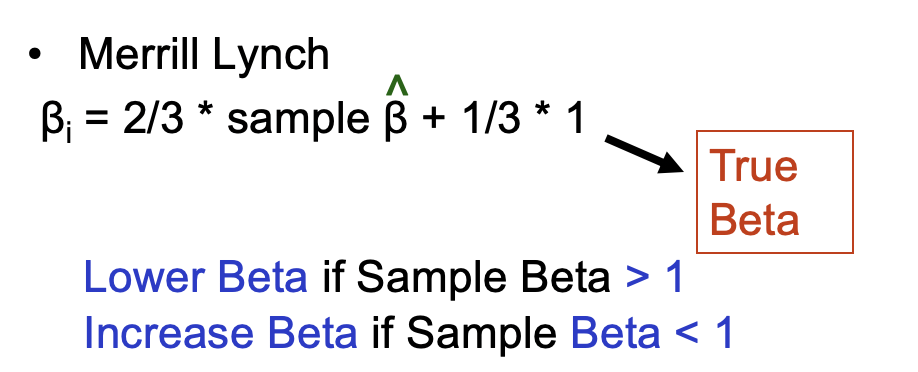 • Merrill Lynch
βᵢ = 2/3 * sample β̂ + 1/3 * 1
True
Beta
Lower Beta if Sample Beta > 1
Increase Beta if Sample Beta < 1